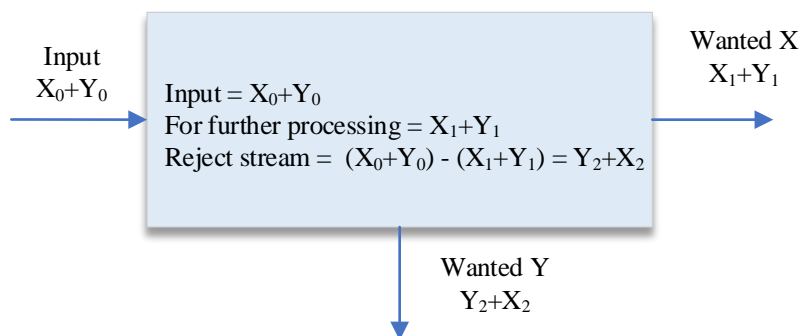 Input
X₀+Y₀
Input = X₀+Y₀
For further processing = X₁+Y₁
Reject stream = (X₀+Y₀) - (X₁+Y₁) = Y₂+X₂
Wanted X
X₁+Y₁
Wanted Y
Y₂+X₂